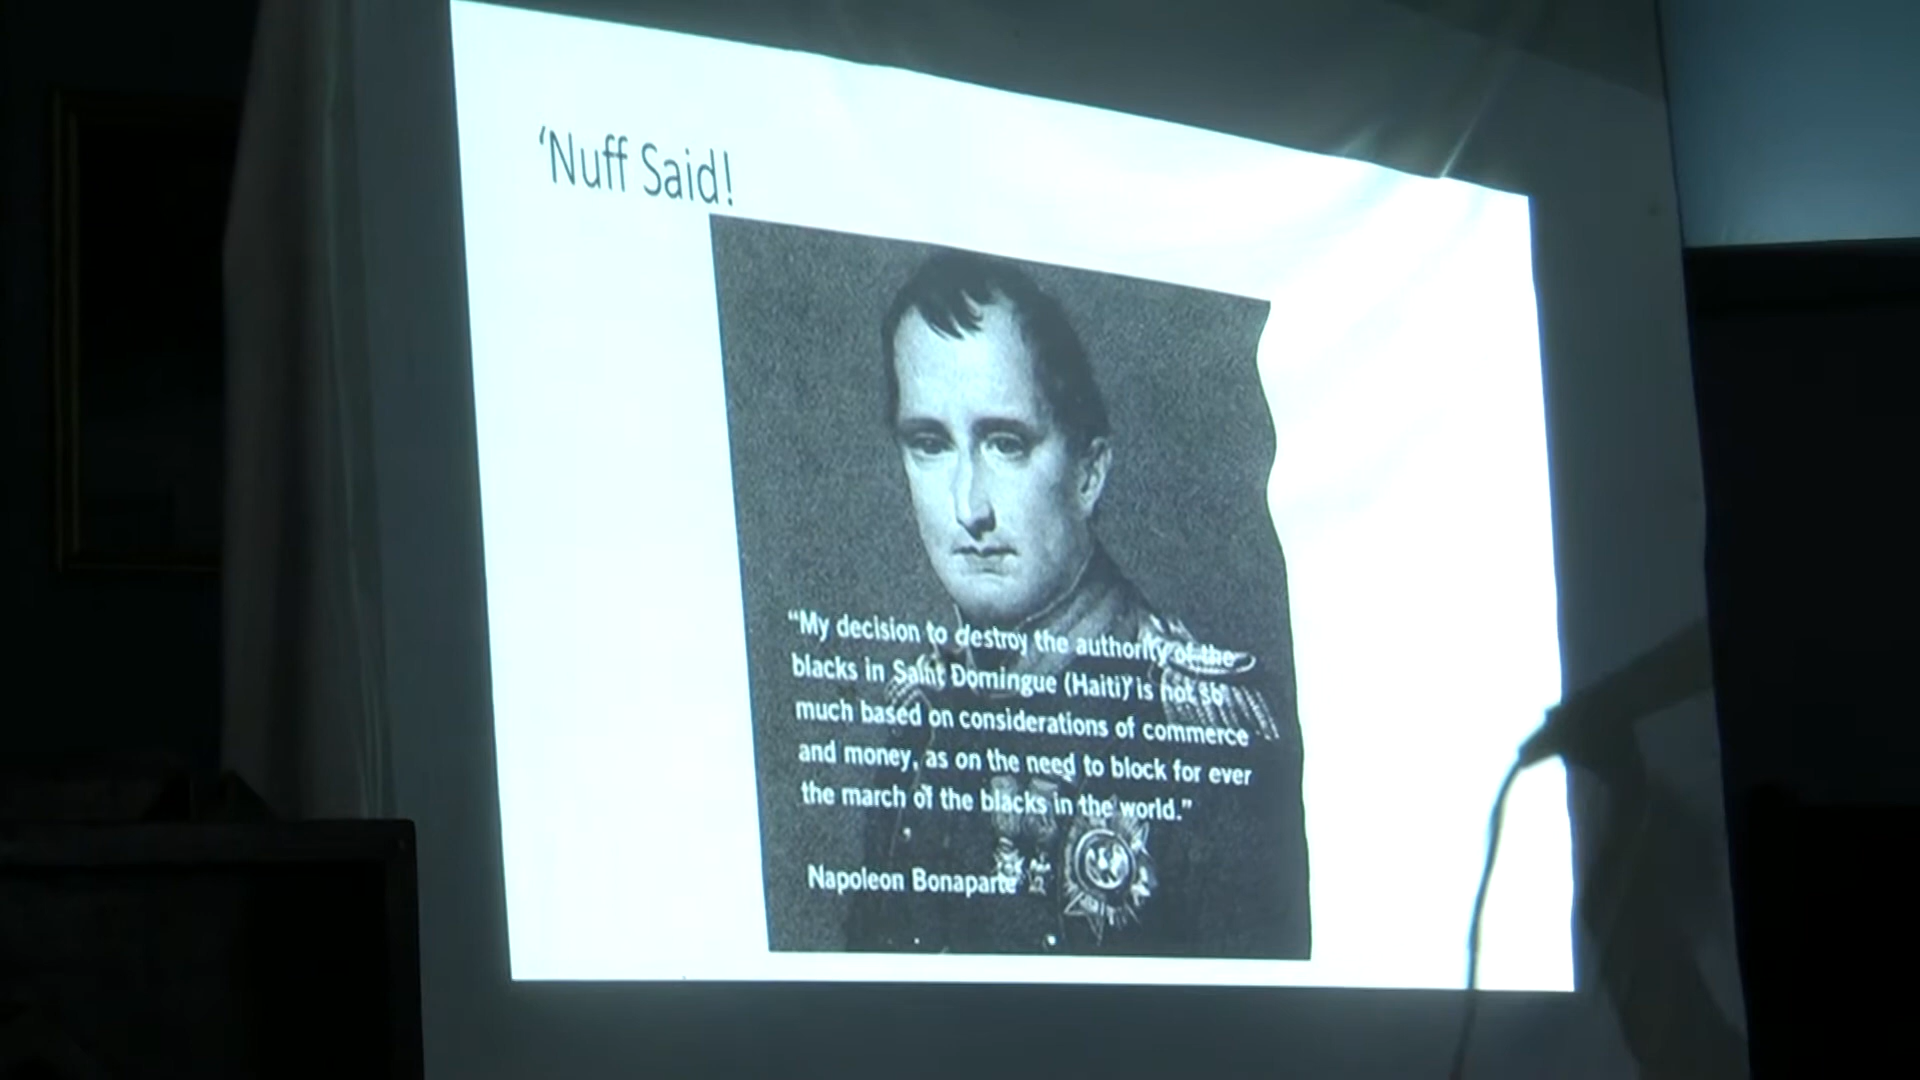 ‘Nuff Said!
“My decision to destroy the authority of the
blacks in Saint Domingue (Haiti) is not so
much based on considerations of commerce
and money, as on the need to block for ever
the march of the blacks in the world.”
Napoleon Bonaparte